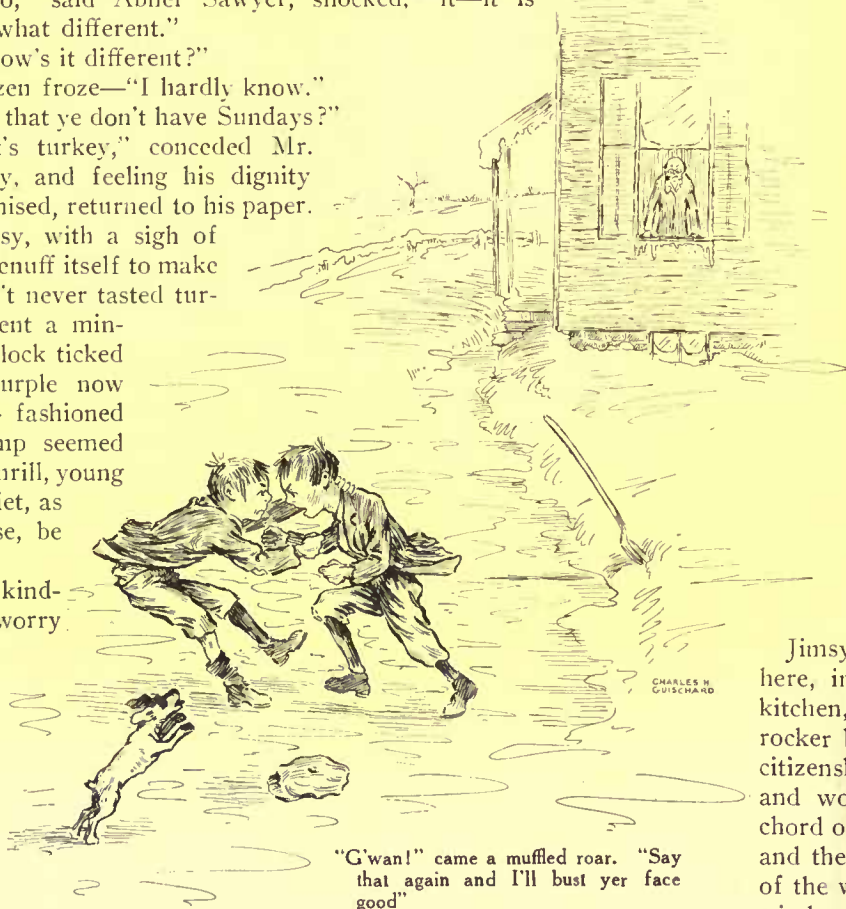 said Abner Sawyer, shocked, "it—it is
what different."
ow's it different?"
zen froze—"I hardly know."
that ye don't have Sundays?"
's turkey," conceded Mr.
y, and feeling his dignity
nised, returned to his paper.
sy, with a sigh of
enuff itself to make
't never tasted tur-
ent a min-
lock ticked
urple now
fashioned
mp seemed
hrill, young
iet, as
se, be
kind-
worry
CHARLES H
GUISCHARD
"G'wan!" came a muffled roar. "Say
that again and I'll bust yer face
good"
Jimsy
here, in
kitchen,
rocker b
citizensh
and wo
chord o
and the
of the w